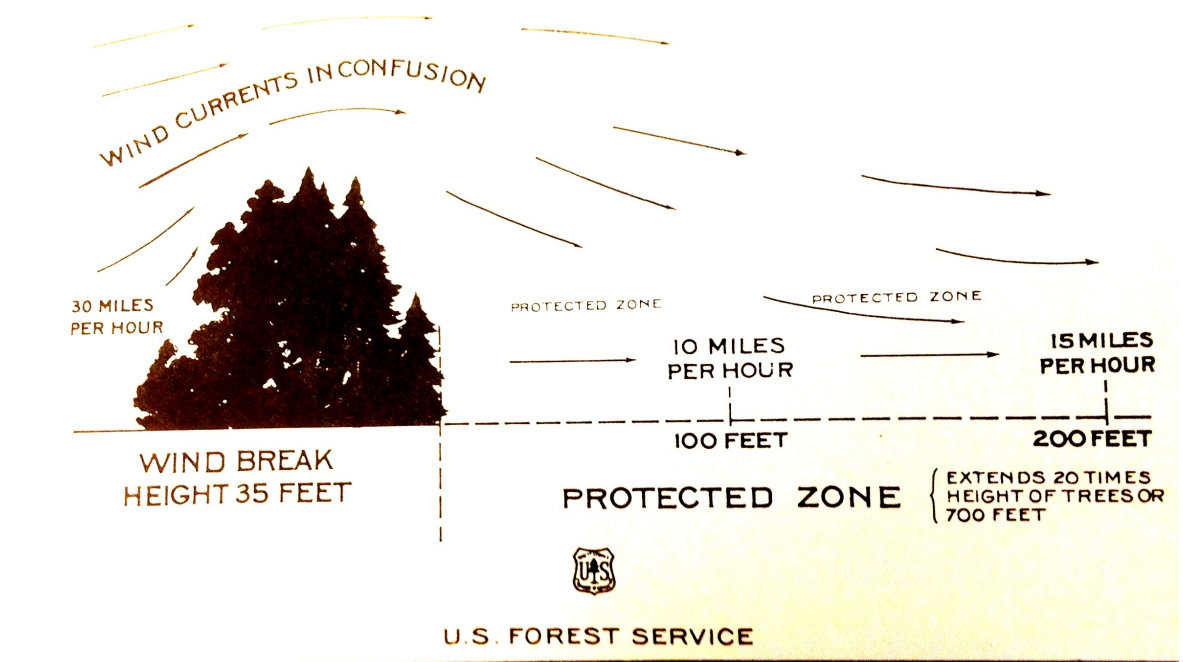 WIND CURRENTS IN CONFUSION
30 MILES
PER HOUR
PROTECTED ZONE
PROTECTED ZONE
10 MILES
PER HOUR
15 MILES
PER HOUR
100 FEET
200 FEET
WIND BREAK
HEIGHT 35 FEET
PROTECTED ZONE
EXTENDS 20 TIMES
HEIGHT OF TREES OR
700 FEET
U S
U.S. FOREST SERVICE